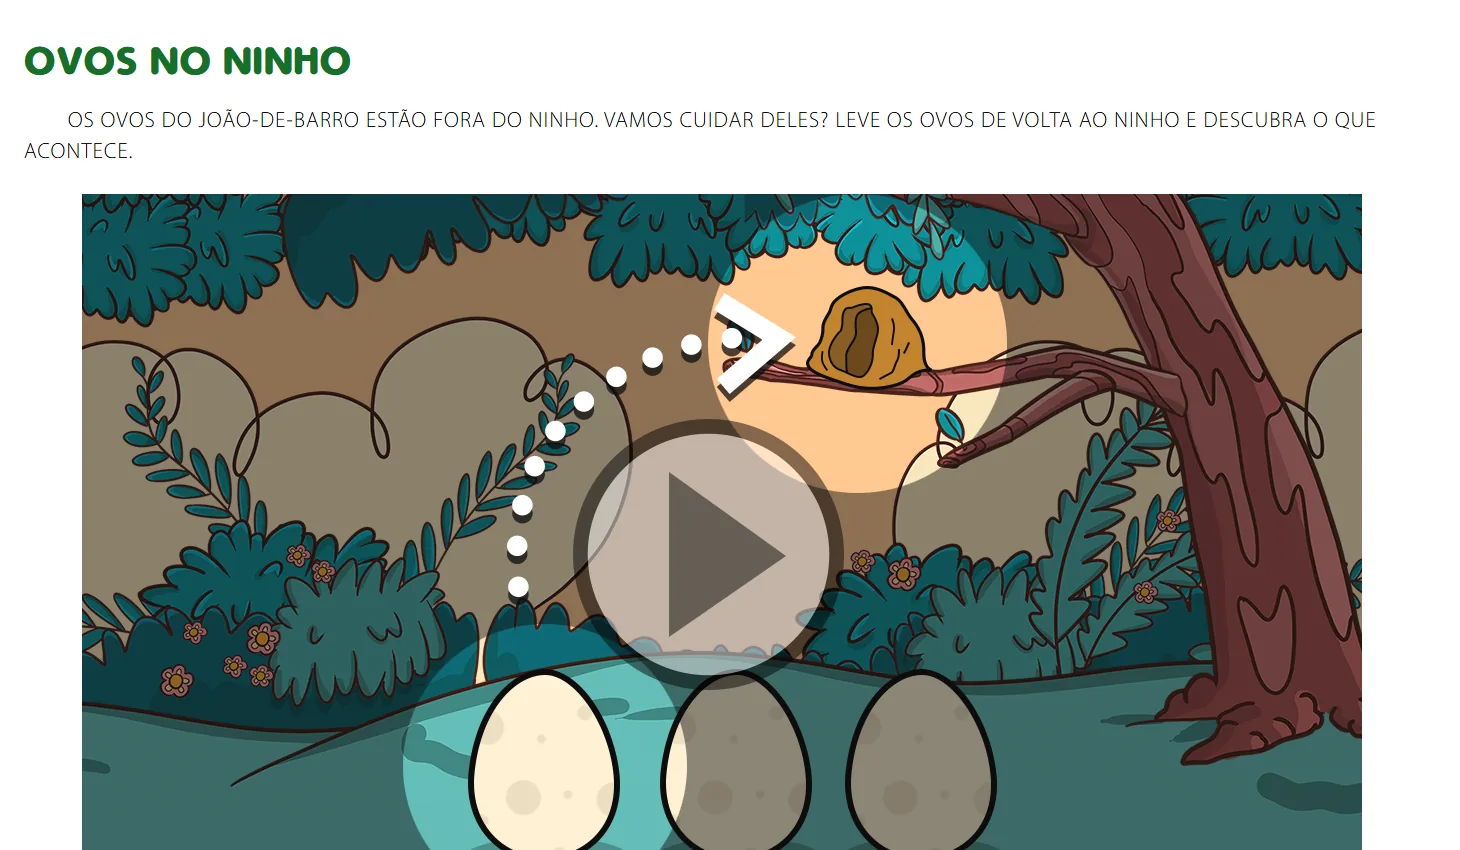 OVOS NO NINHO
OS OVOS DO JOÃO-DE-BARRO ESTÃO FORA DO NINHO. VAMOS CUIDAR DELES? LEVE OS OVOS DE VOLTA AO NINHO E DESCUBRA O QUE
ACONTECE.